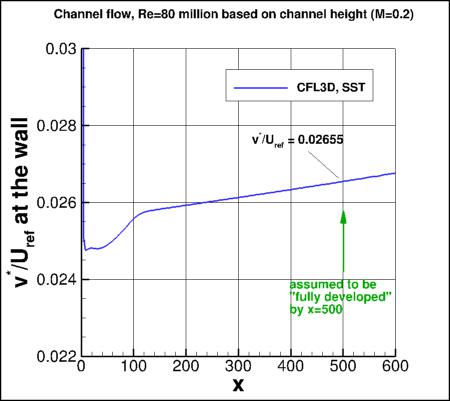 Channel flow, Re=80 million based on channel height (M=0.2)
0.03
CFL3D, SST
0.028
v*/Uref = 0.02655
v*/Uref at the wall
0.026
0.024
assumed to be
"fully developed"
by x=500
0.022
0 100 200 300 400 500 600
x